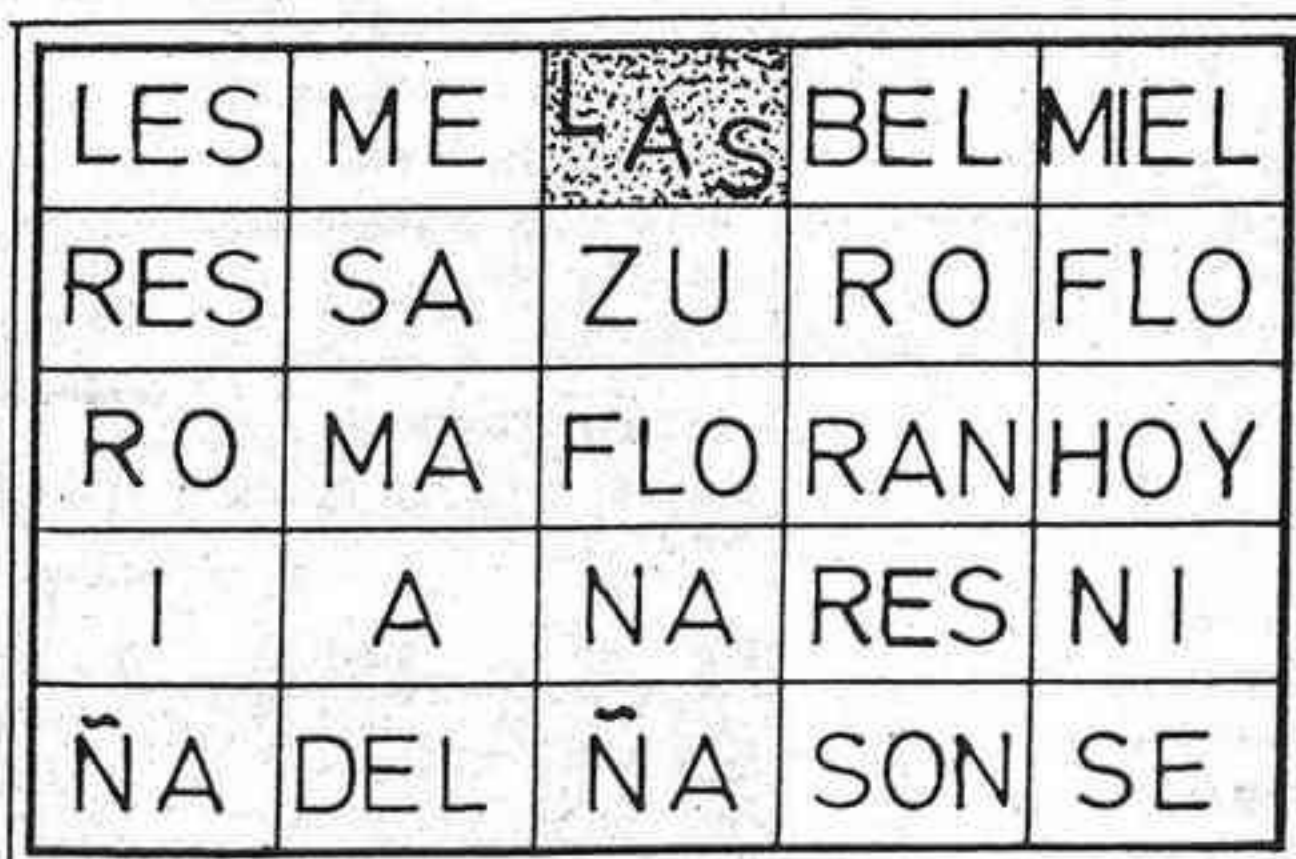 LES ME LAS BEL MIEL
RES SA ZU RO FLO
RO MA FLO RAN HOY
I A NA RES NI
ÑA DEL ÑA SON SE